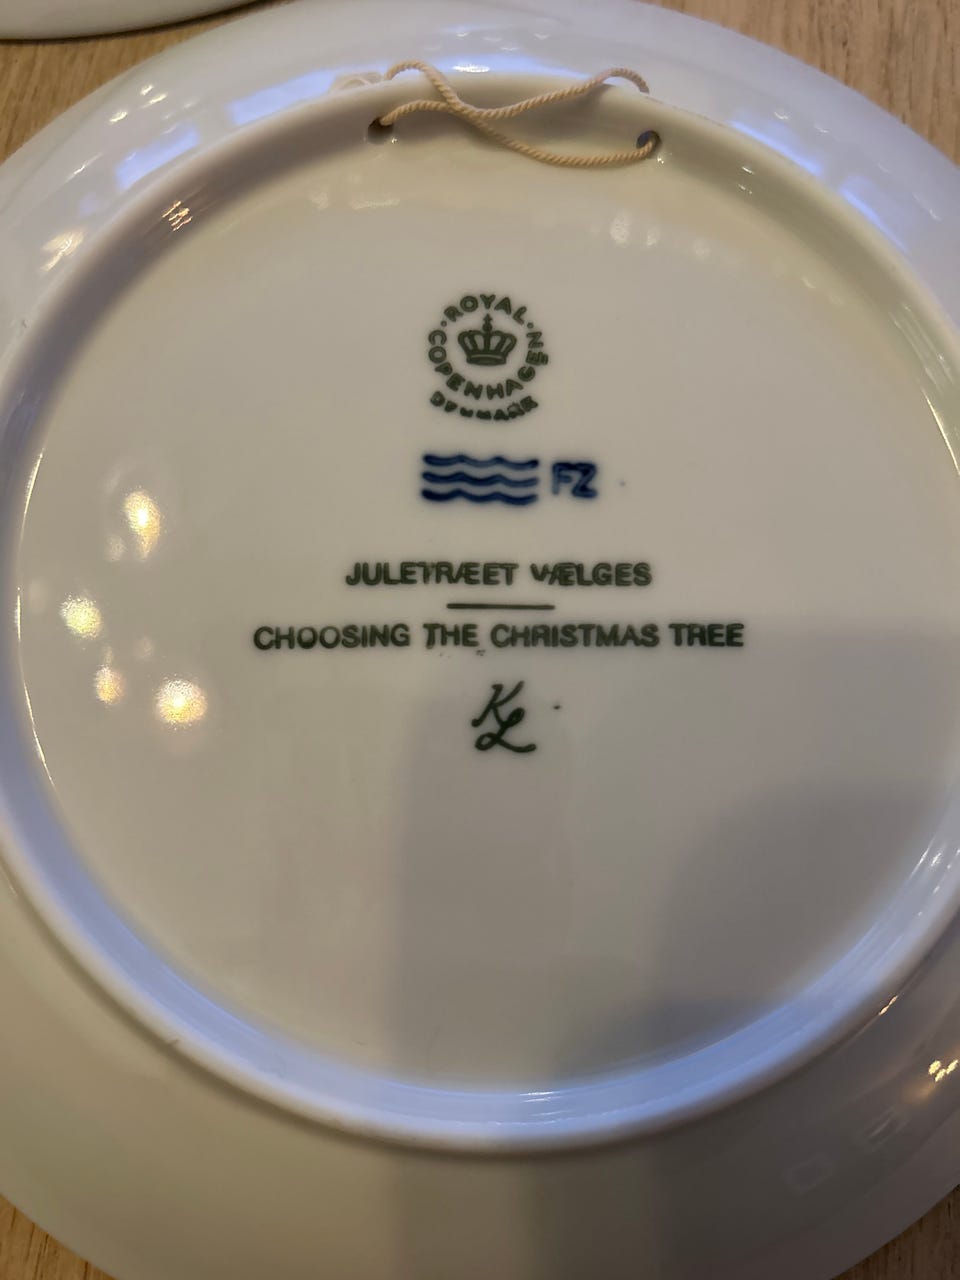 ROYAL
COPENHAGEN
DENMARK
FZ
JULETRÆET VÆLGES
CHOOSING THE CHRISTMAS TREE
KL